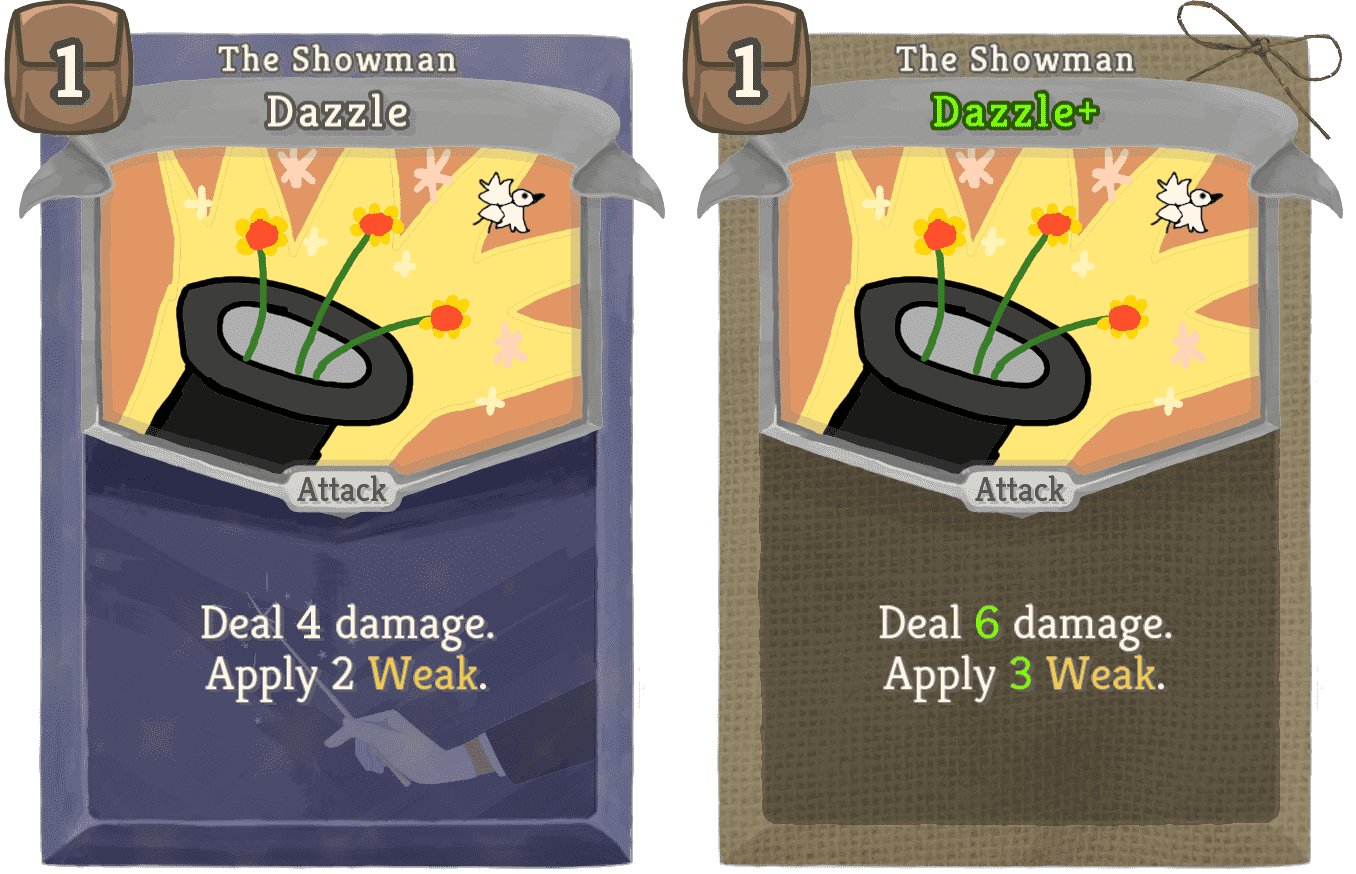 1
The Showman
Dazzle
Attack
Deal 4 damage.
Apply 2 Weak.
1
The Showman
Dazzle+
Attack
Deal 6 damage.
Apply 3 Weak.